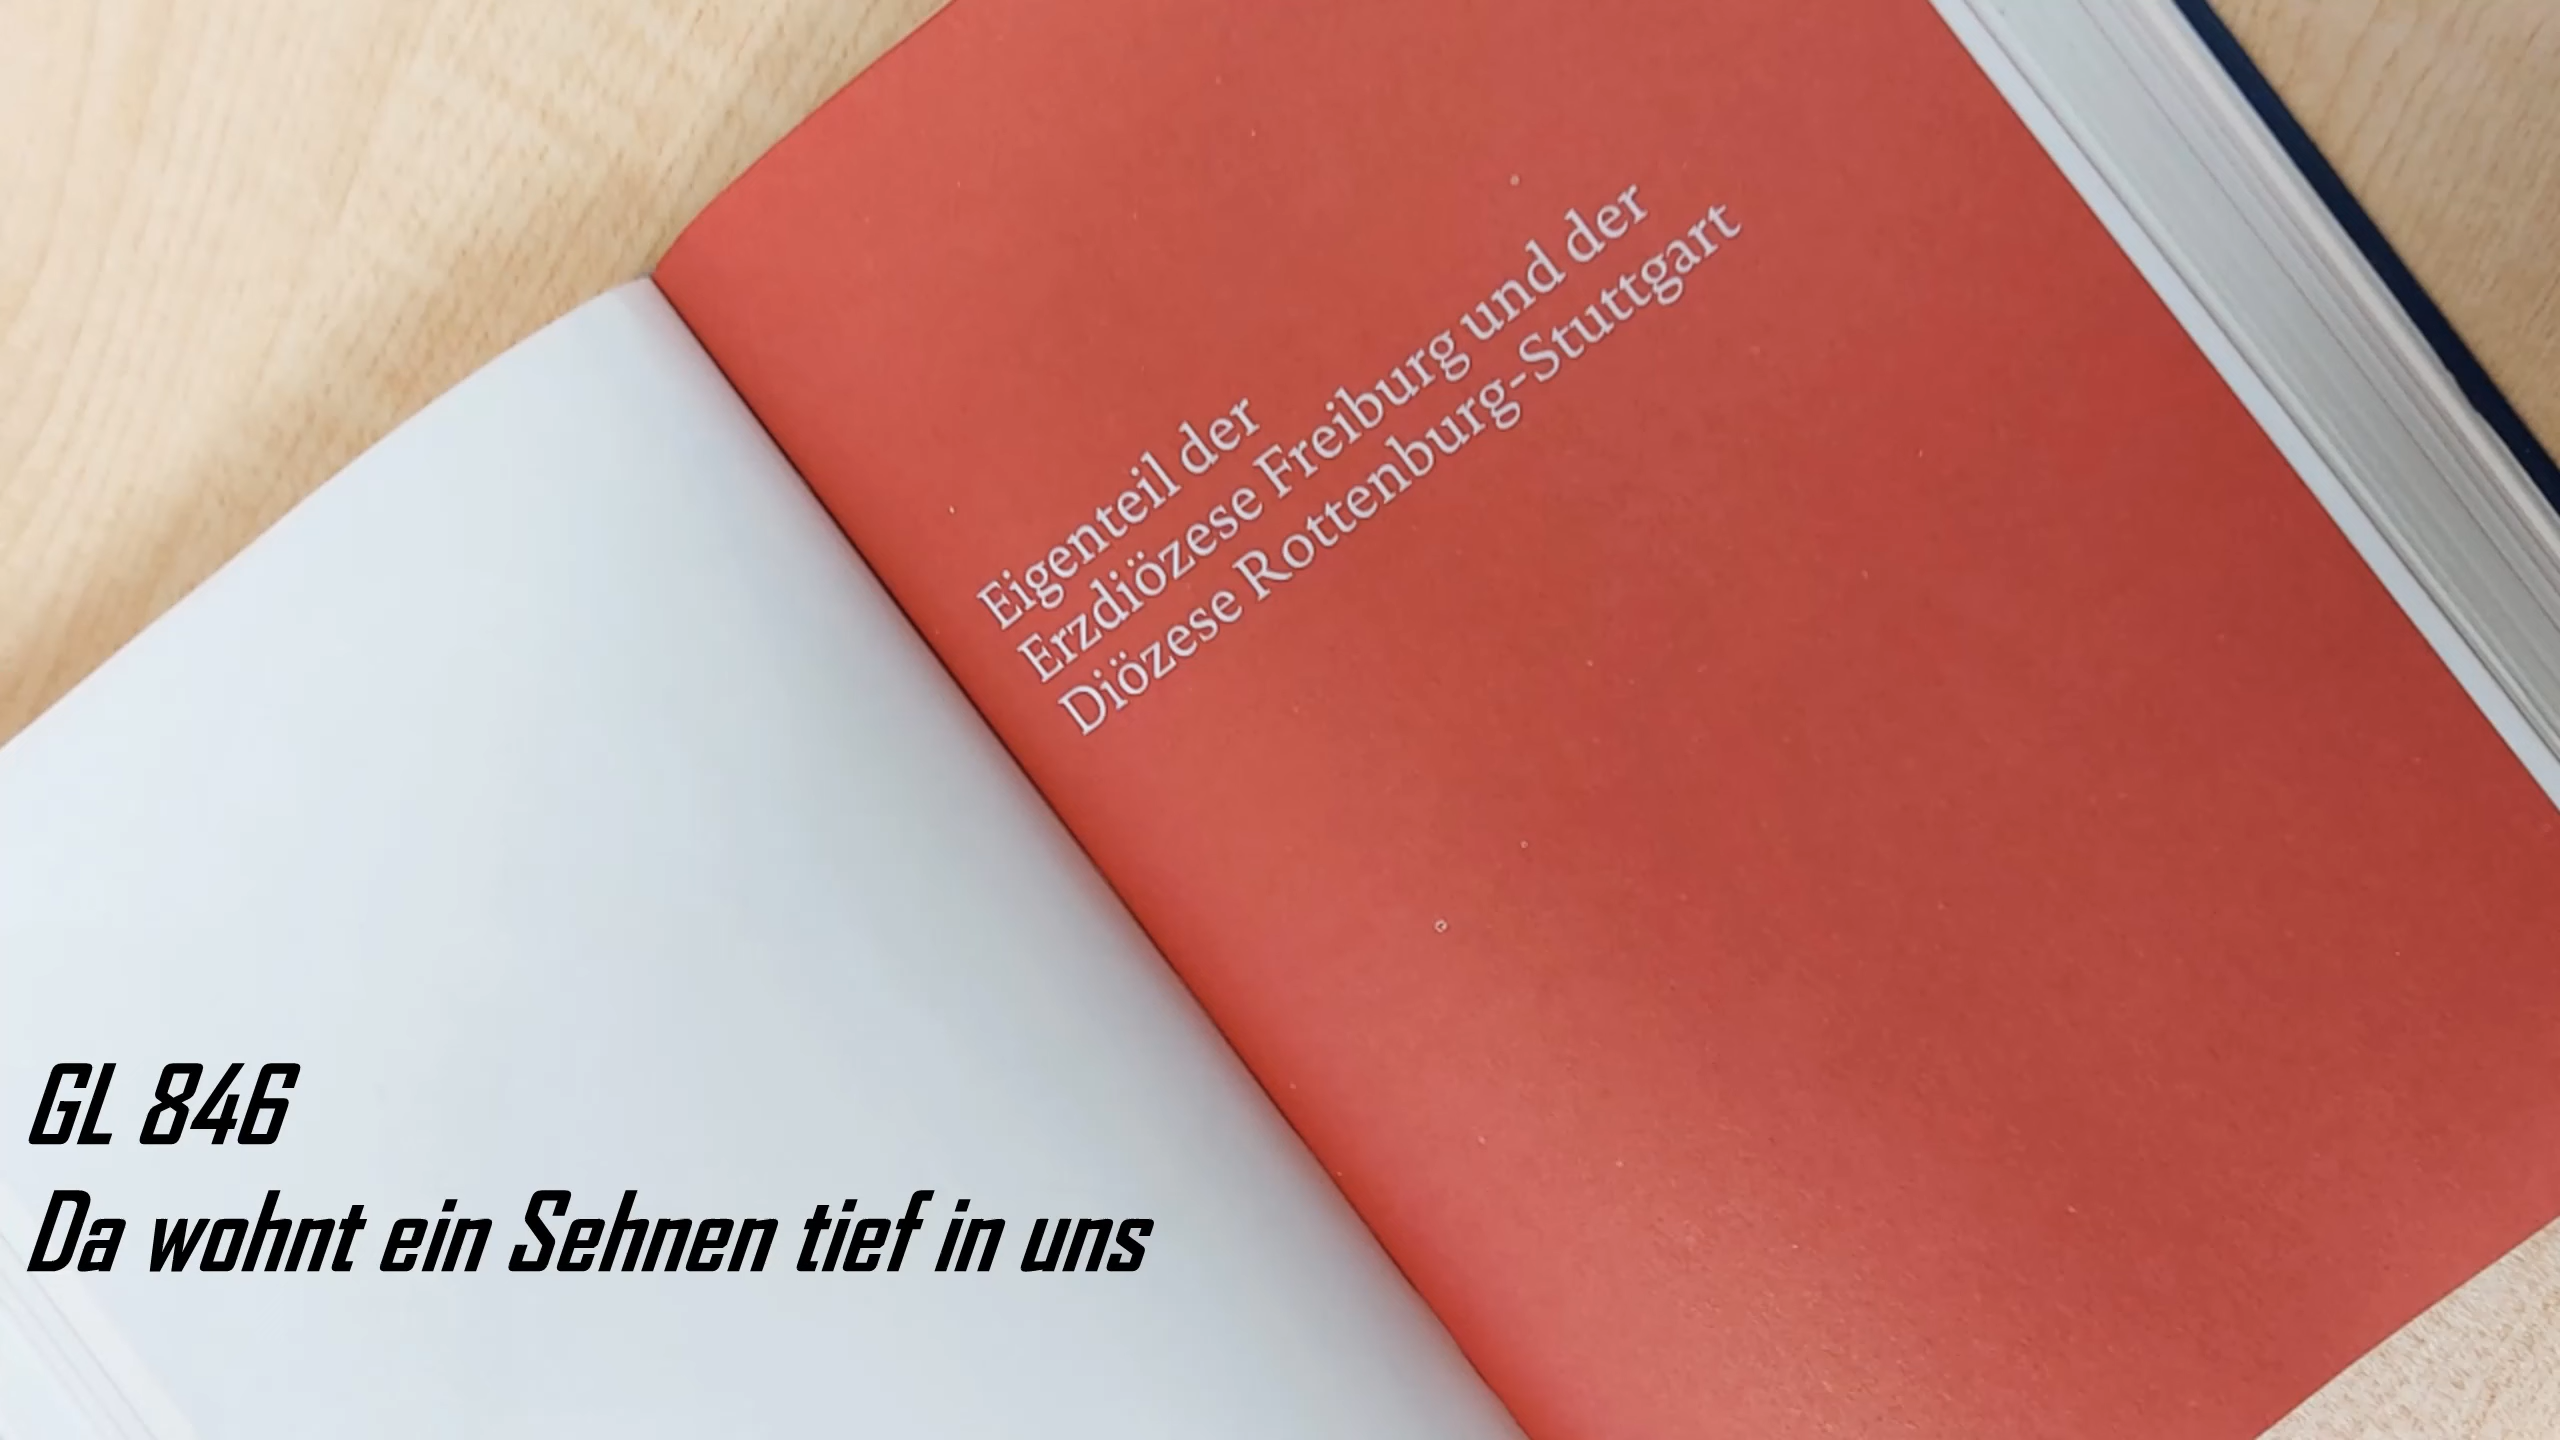 Eigenteil der
Erzdiözese Freiburg und der
Diözese Rottenburg-Stuttgart
GL 846
Da wohnt ein Sehnen tief in uns